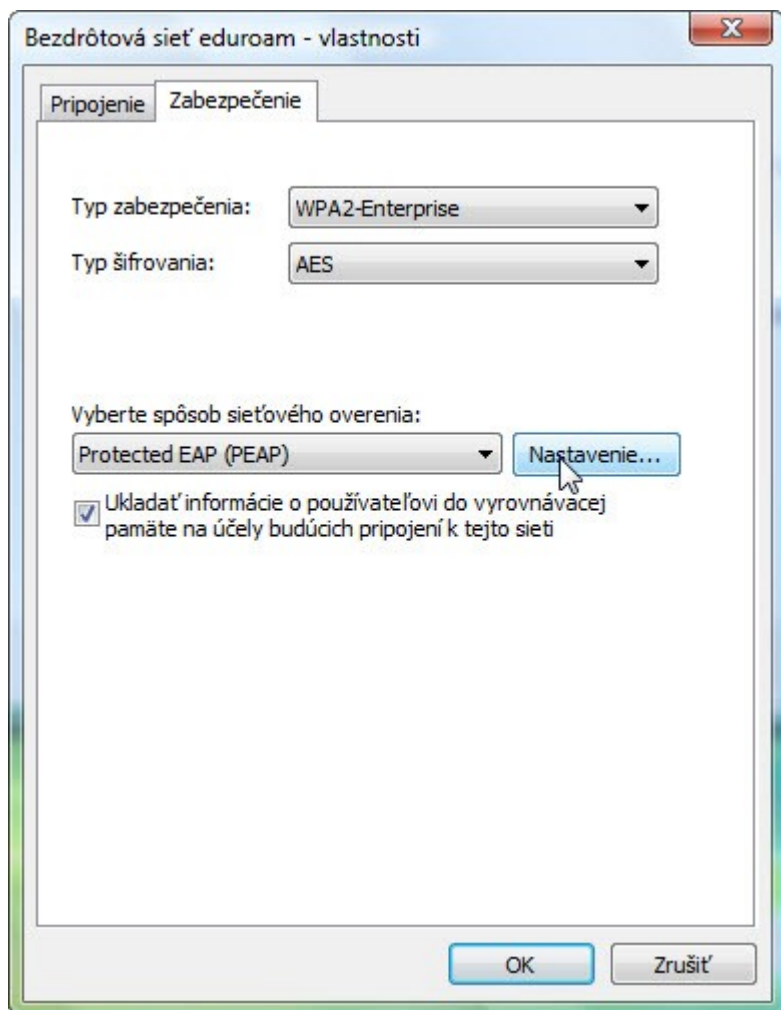 Bezdrôtová sieť eduroam - vlastnosti
Pripojenie
Zabezpečenie
Typ zabezpečenia:
WPA2-Enterprise
Typ šifrovania:
AES
Vyberte spôsob sieťového overenia:
Protected EAP (PEAP)
Nastavenie...
Ukladať informácie o používateľovi do vyrovnávacej
pamäte na účely budúcich pripojení k tejto sieti
OK
Zrušiť